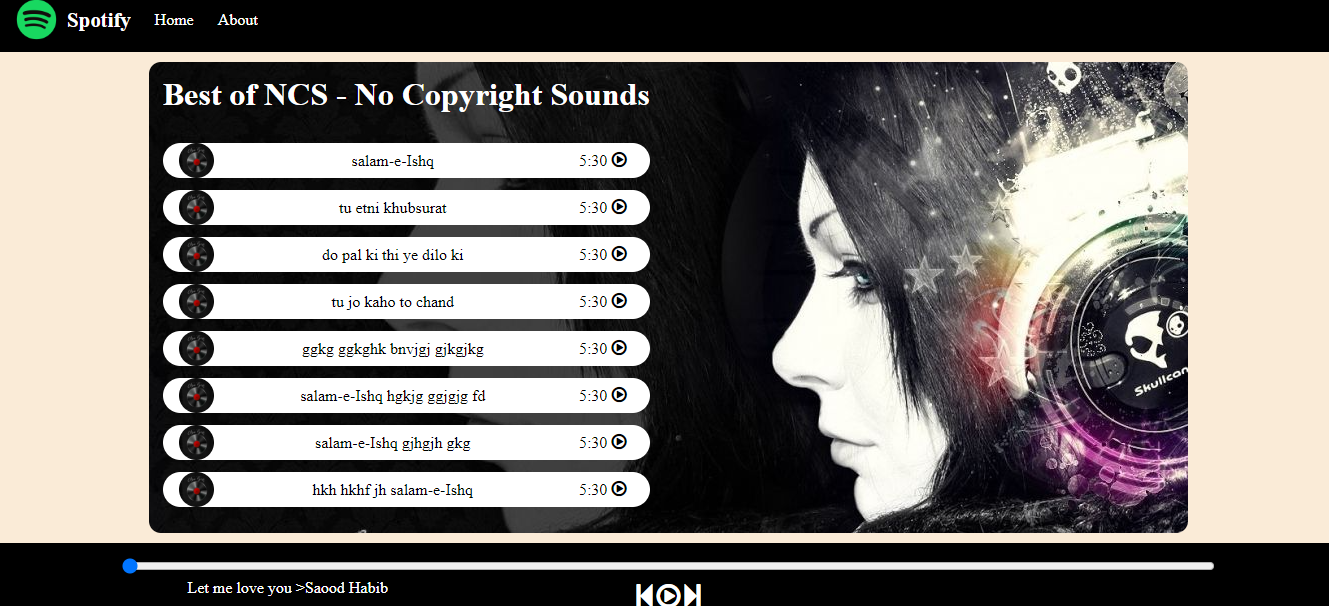 Spotify Home About
Best of NCS - No Copyright Sounds
salam-e-Ishq 5:30
tu etni khubsurat 5:30
do pal ki thi ye dilo ki 5:30
tu jo kaho to chand 5:30
ggkg ggkghk bnvjgj gjkgjkg 5:30
salam-e-Ishq hgkjg ggjgjg fd 5:30
salam-e-Ishq gjhgjh gkg 5:30
hkh hkhf jh salam-e-Ishq 5:30
Let me love you >Saood Habib